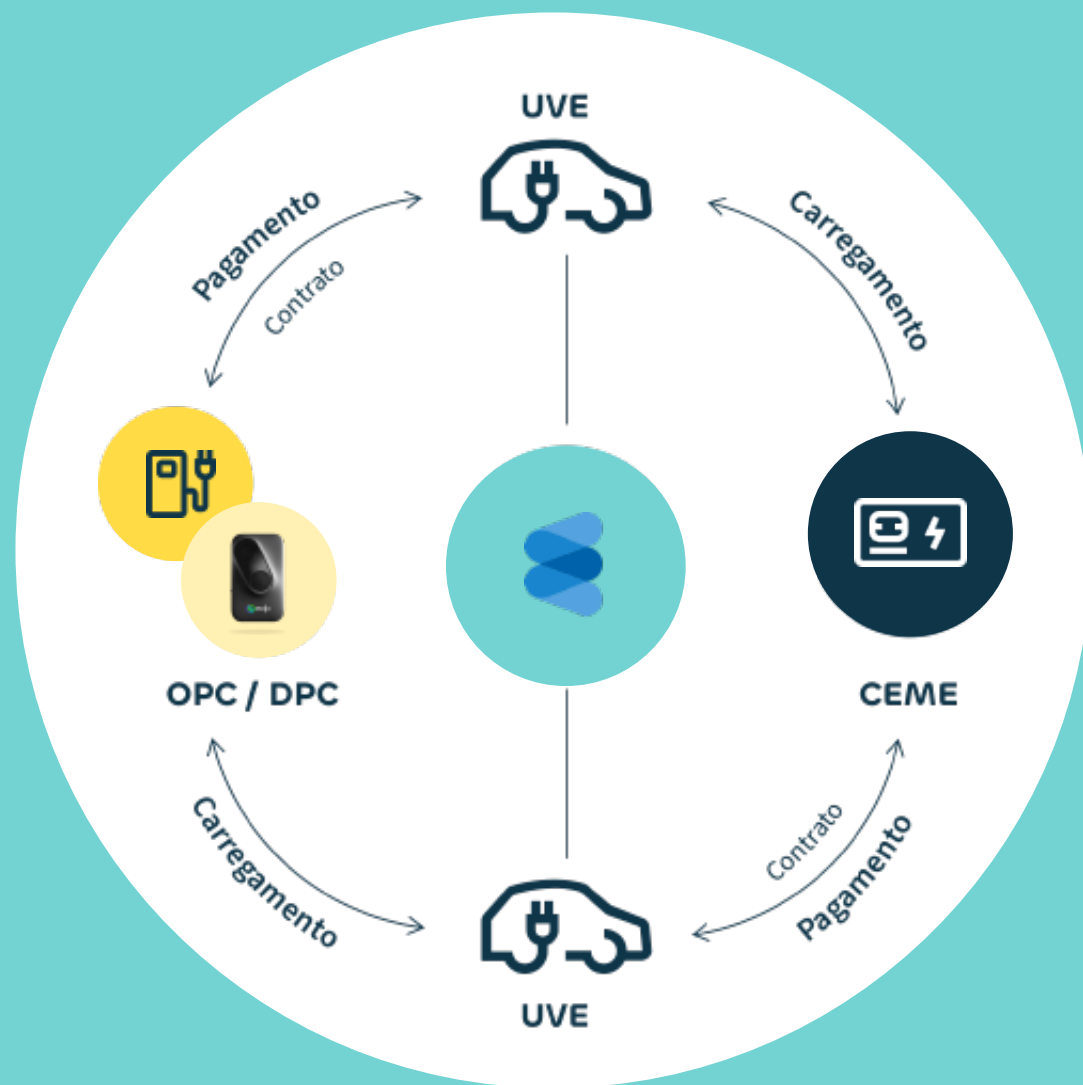 UVE
Pagamento
Contrato
Carregamento
OPC / DPC
CEME
Carregamento
Contrato
Pagamento
UVE